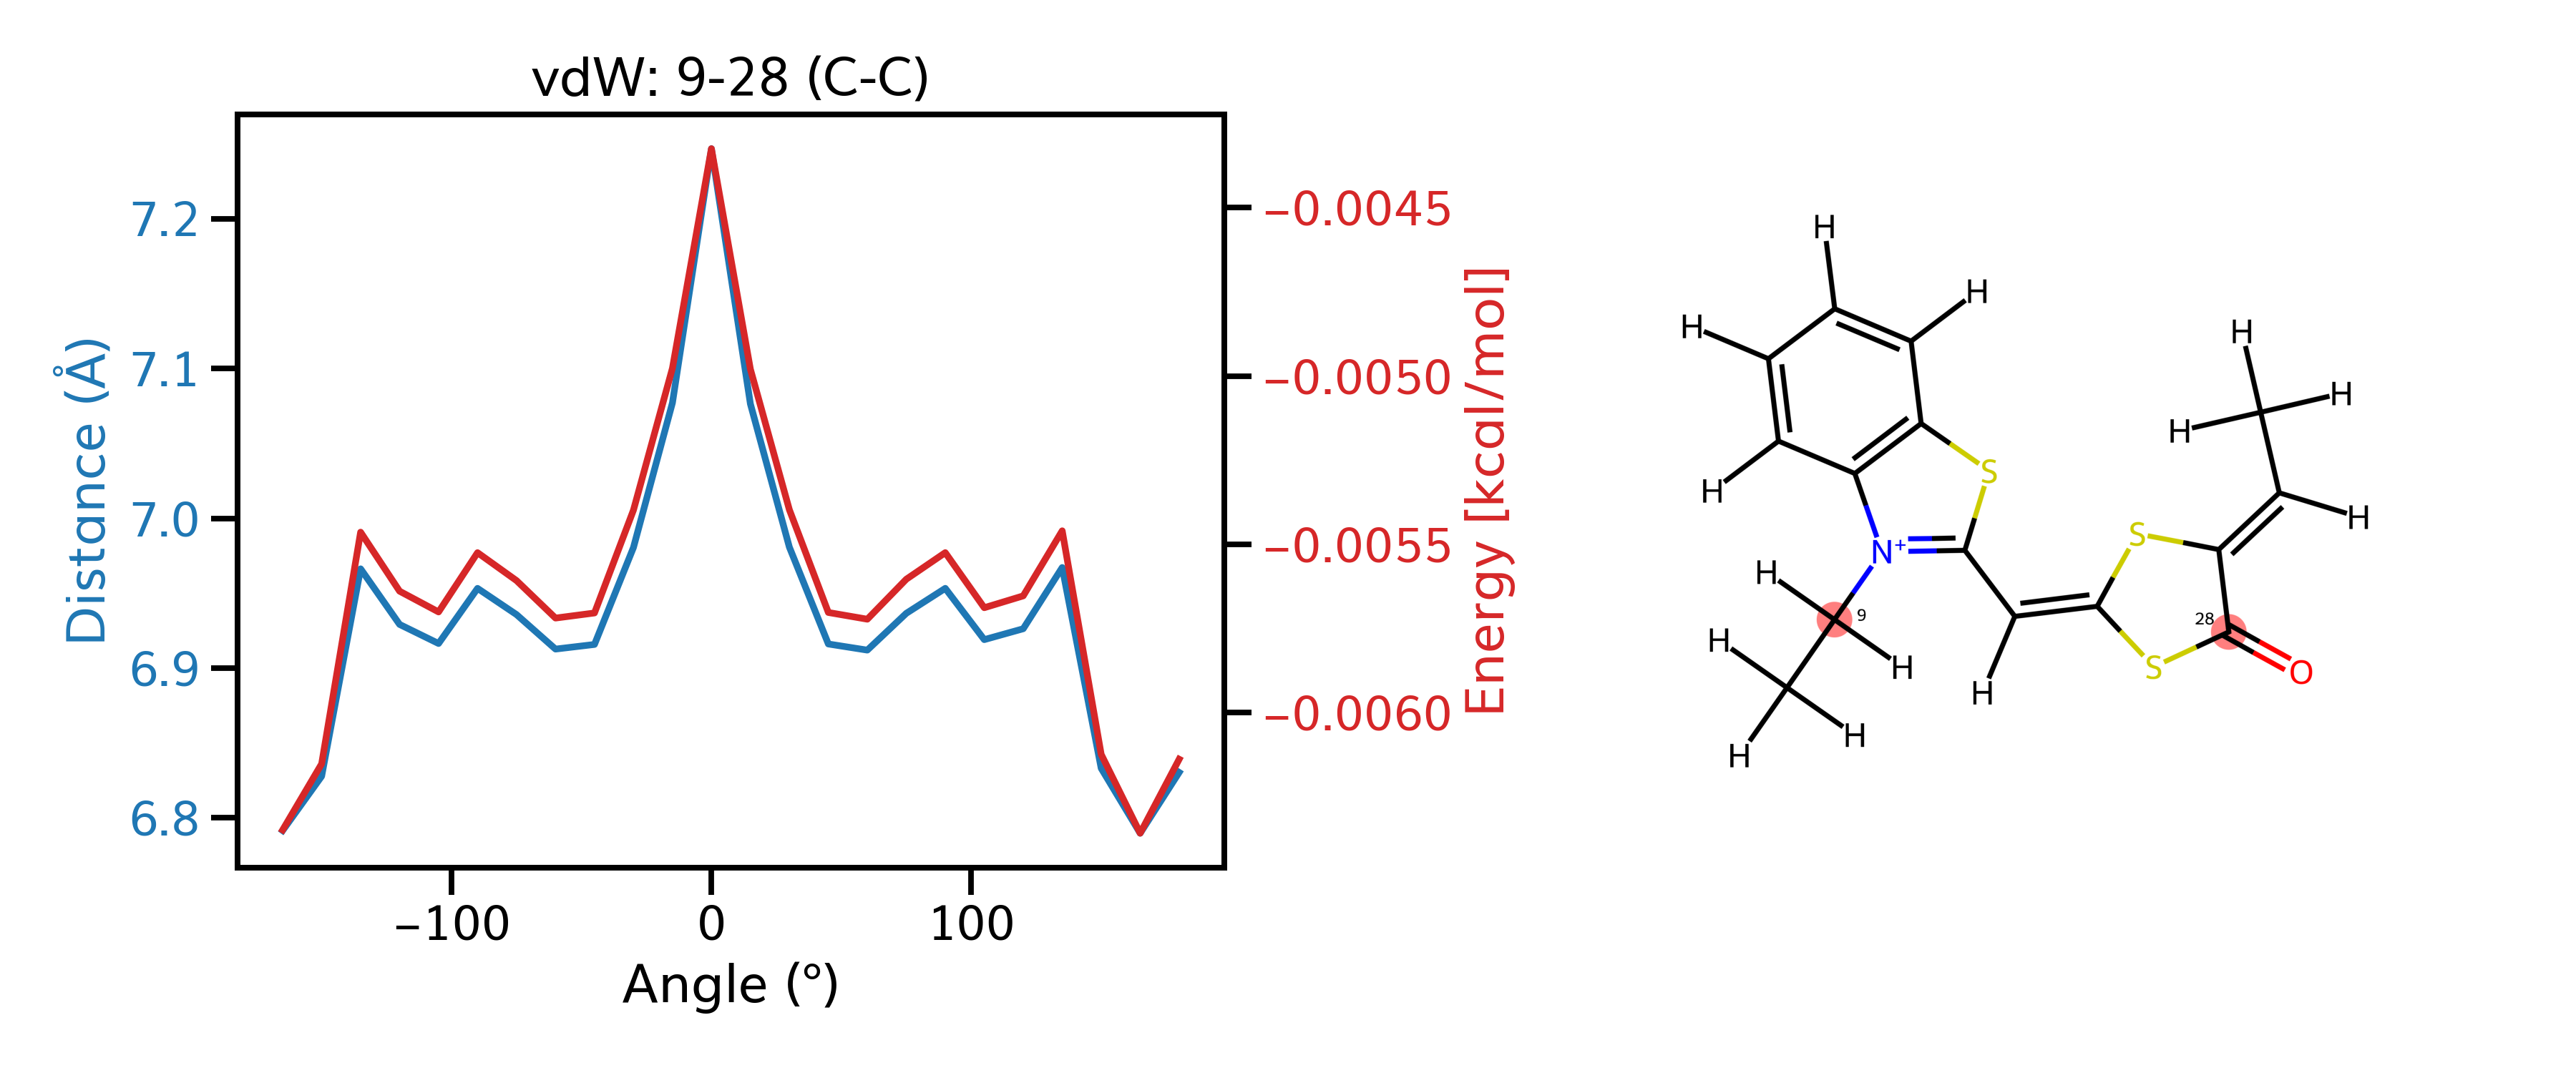 vdW: 9-28 (C-C)
7.2
7.1
7.0
6.9
6.8
Distance (Å)
−0.0045
−0.0050
−0.0055
−0.0060
Energy [kcal/mol]
−100 0 100
Angle (°)
H
H
H
H
H
H
S
H
S
H
N⁺
H
9
28
H
H
S
O
H
H
H
H